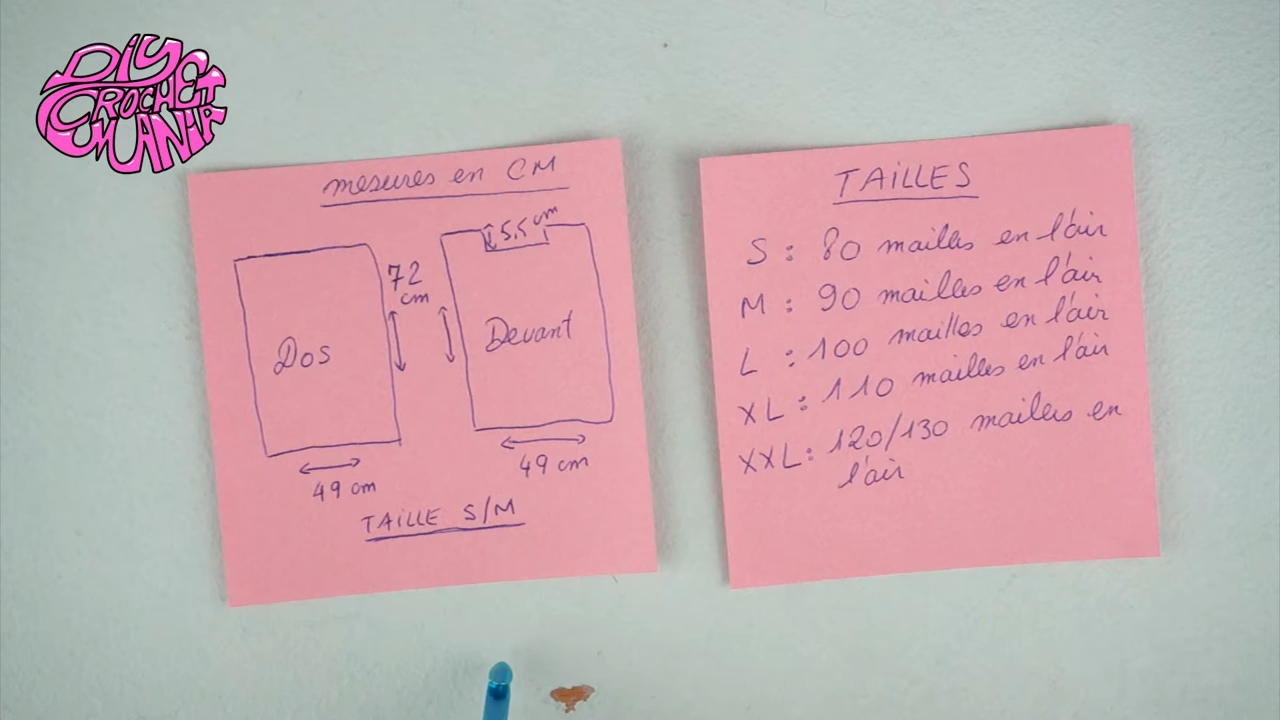 DiY
CROCHET
MANiA
mesures en CM
5,5 cm
72
cm
Dos
Devant
49 cm
49 cm
TAiLLE S/M
TAiLLES
S : 80 mailles en l'air
M : 90 mailles en l'air
L : 100 mailles en l'air
XL : 110 mailles en l'air
XXL : 120/130 mailles en
l'air